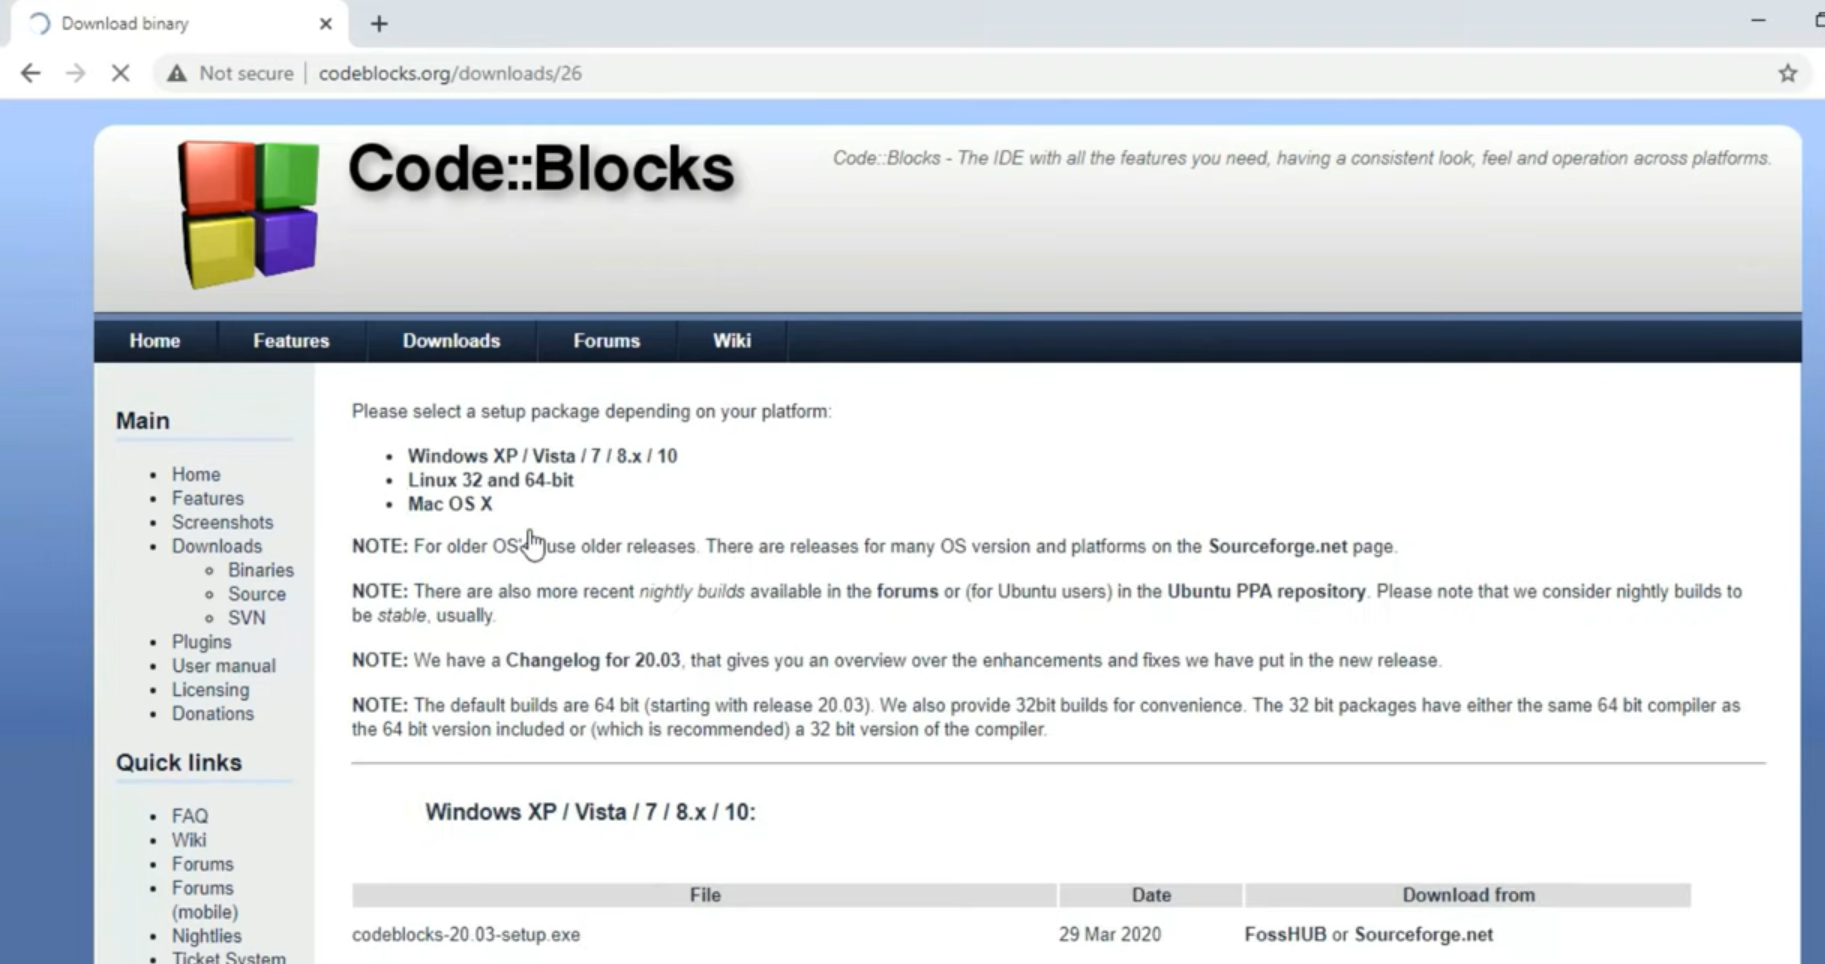 Download binary
Not secure codeblocks.org/downloads/26
Code::Blocks
Code::Blocks - The IDE with all the features you need, having a consistent look, feel and operation across platforms.
Home Features Downloads Forums Wiki
Main
Home
Features
Screenshots
Downloads
Binaries
Source
SVN
Plugins
User manual
Licensing
Donations
Quick links
FAQ
Wiki
Forums
Forums
(mobile)
Nightlies
Ticket System
Please select a setup package depending on your platform:
Windows XP / Vista / 7 / 8.x / 10
Linux 32 and 64-bit
Mac OS X
NOTE: For older OS use older releases. There are releases for many OS version and platforms on the Sourceforge.net page.
NOTE: There are also more recent nightly builds available in the forums or (for Ubuntu users) in the Ubuntu PPA repository. Please note that we consider nightly builds to
be stable, usually.
NOTE: We have a Changelog for 20.03, that gives you an overview over the enhancements and fixes we have put in the new release.
NOTE: The default builds are 64 bit (starting with release 20.03). We also provide 32bit builds for convenience. The 32 bit packages have either the same 64 bit compiler as
the 64 bit version included or (which is recommended) a 32 bit version of the compiler.
Windows XP / Vista / 7 / 8.x / 10:
File Date Download from
codeblocks-20.03-setup.exe 29 Mar 2020 FossHUB or Sourceforge.net